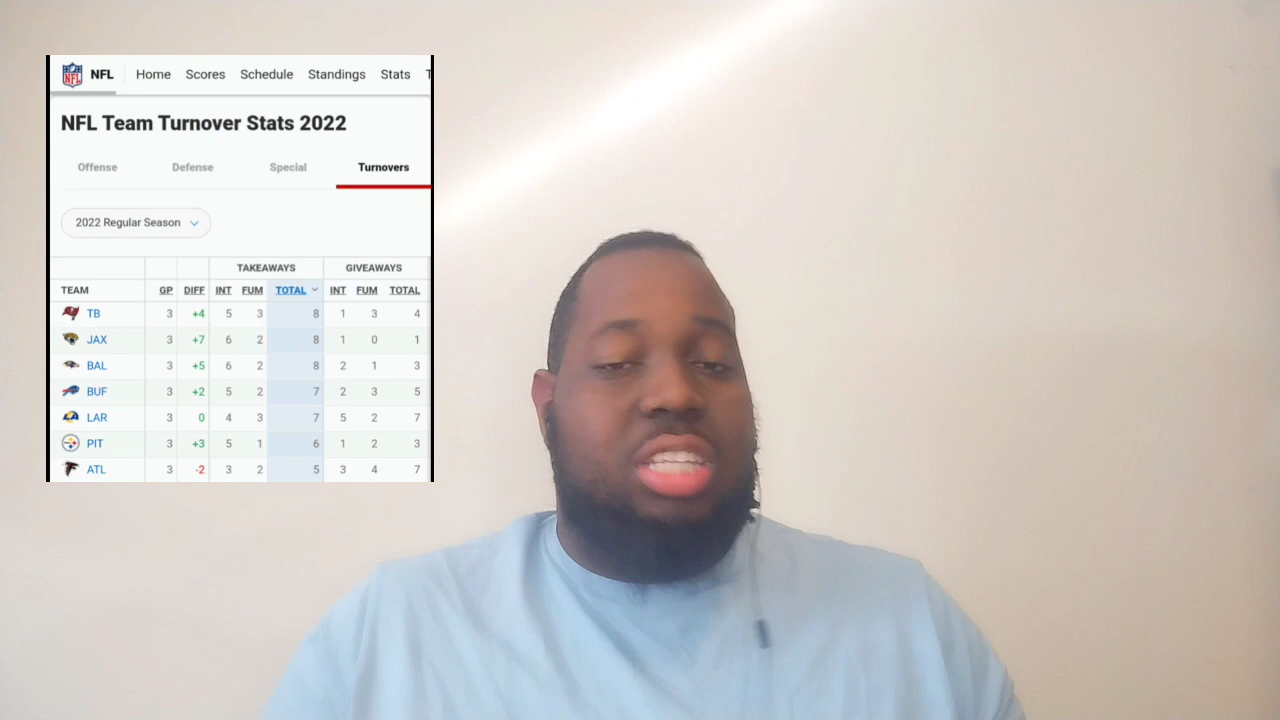 NFL NFL Home Scores Schedule Standings Stats
NFL Team Turnover Stats 2022
Offense Defense Special Turnovers
2022 Regular Season
TAKEAWAYS GIVEAWAYS
TEAM GP DIFF INT FUM TOTAL INT FUM TOTAL
TB 3 +4 5 3 8 1 3 4
JAX 3 +7 6 2 8 1 0 1
BAL 3 +5 6 2 8 2 1 3
BUF 3 +2 5 2 7 2 3 5
LAR 3 0 4 3 7 5 2 7
PIT 3 +3 5 1 6 1 2 3
ATL 3 -2 3 2 5 3 4 7